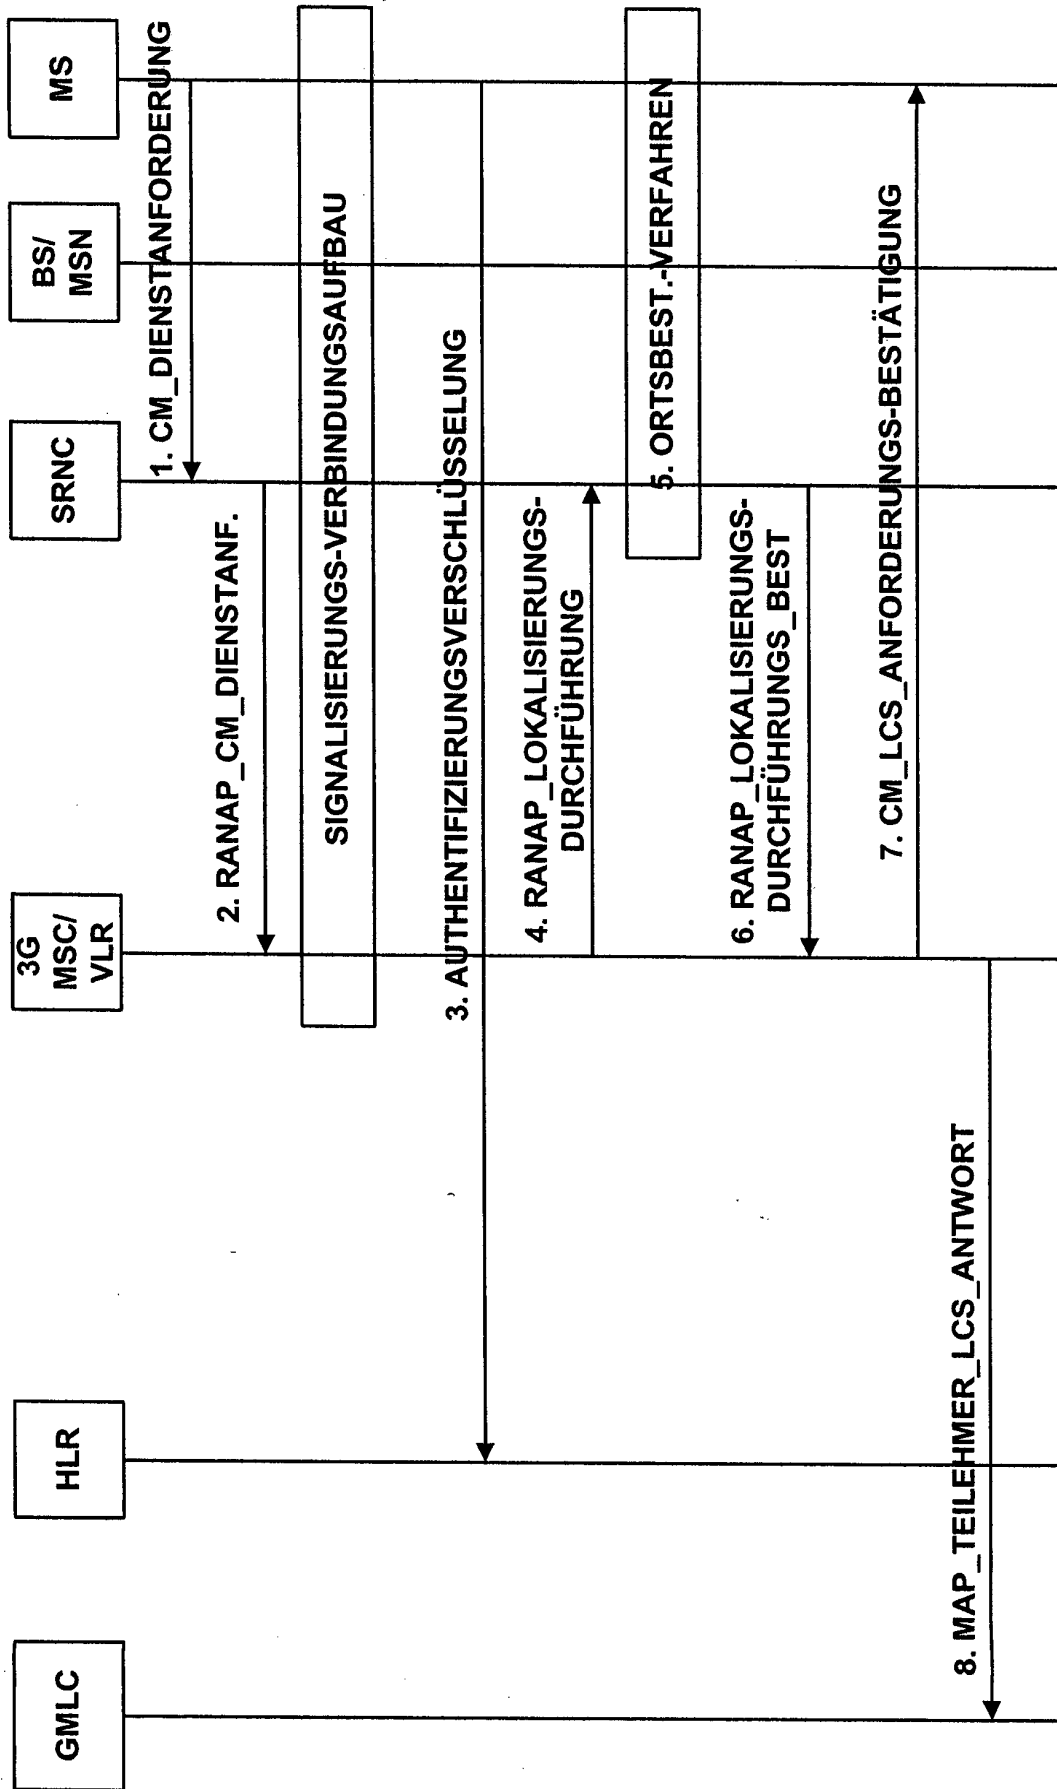 GMLC
HLR
3G
MSC/
VLR
SRNC
BS/
MSN
MS
1. CM_DIENSTANFORDERUNG
2. RANAP_CM_DIENSTANF.
SIGNALISIERUNGS-VERBINDUNGSAUFBAU
3. AUTHENTIFIZIERUNGSVERSCHLÜSSELUNG
4. RANAP_LOKALISIERUNGS-
DURCHFÜHRUNG
5. ORTSBEST.-VERFAHREN
6. RANAP_LOKALISIERUNGS-
DURCHFÜHRUNGS_BEST
7. CM_LCS_ANFORDERUNGS-BESTÄTIGUNG
8. MAP_TEILEHMER_LCS_ANTWORT